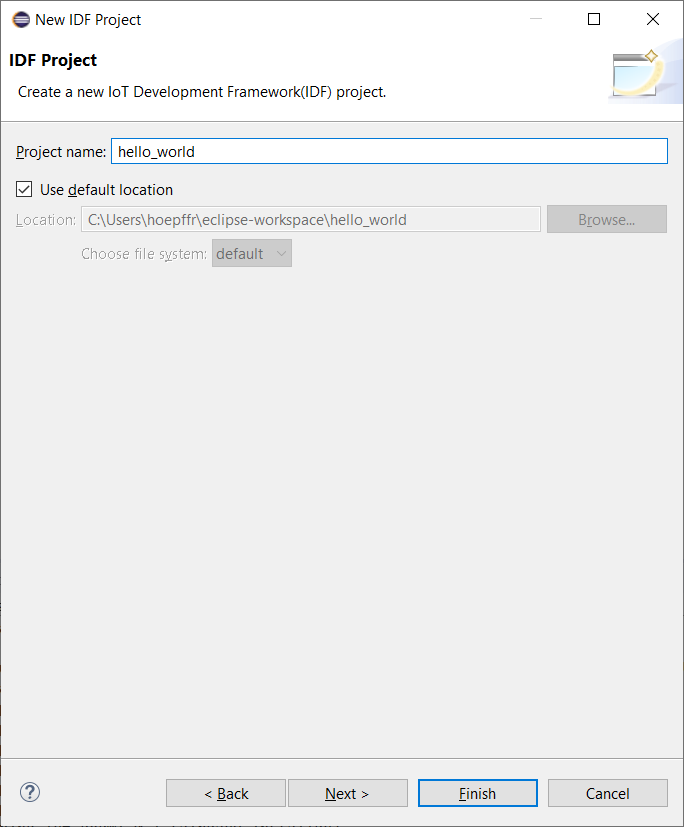 New IDF Project
IDF Project
Create a new IoT Development Framework(IDF) project.
Project name: hello_world
Use default location
Location: C:\Users\hoepffr\eclipse-workspace\hello_world Browse...
Choose file system: default
? < Back Next > Finish Cancel